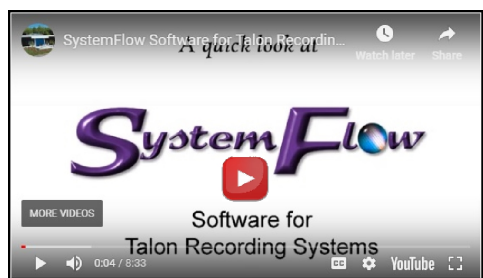 SystemFlow Software for Talon Recordin...
A quick look at
Watch later
Share
SystemFlow
MORE VIDEOS
Software for
Talon Recording Systems
0:04 / 8:33
CC
YouTube